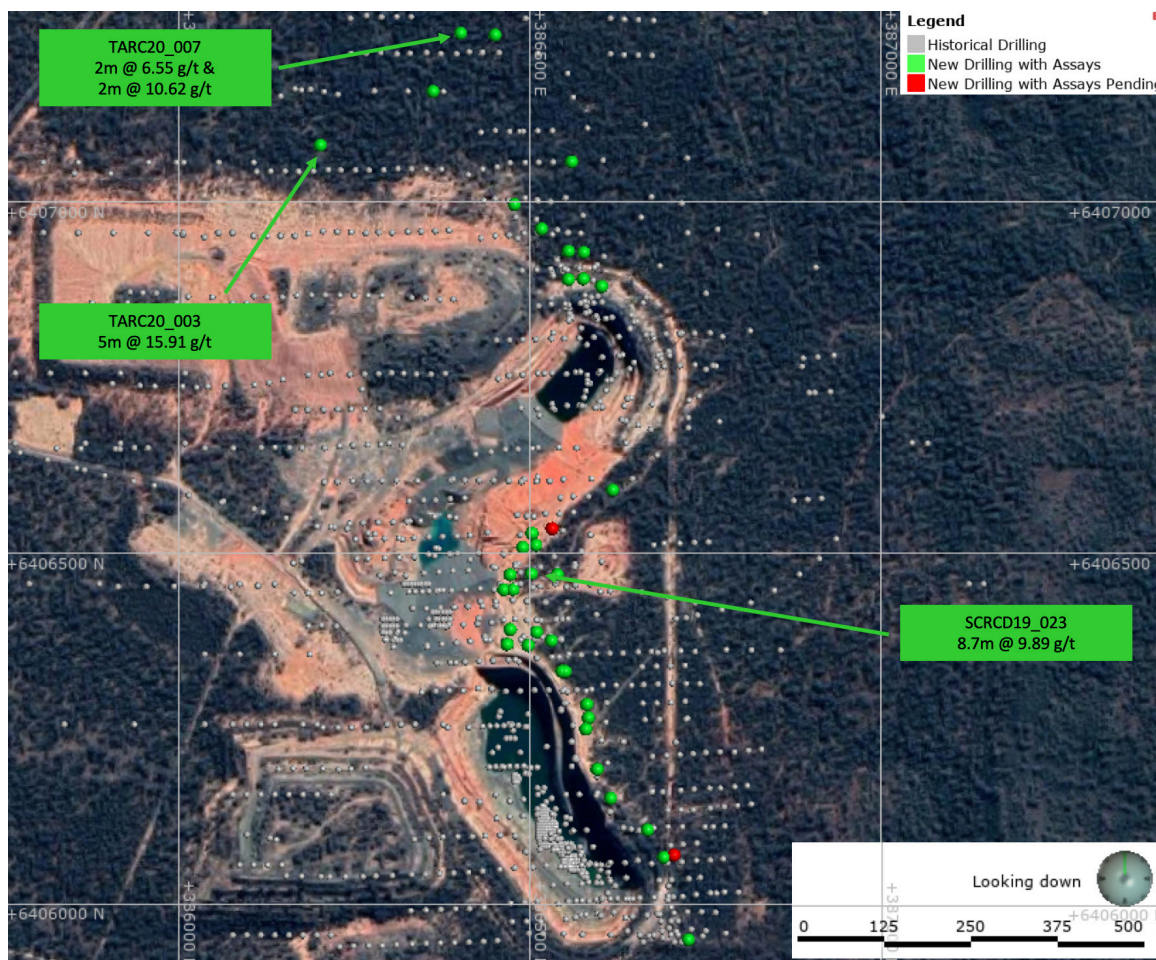 TARC20_007
2m @ 6.55 g/t &
2m @ 10.62 g/t
TARC20_003
5m @ 15.91 g/t
SCRCD19_023
8.7m @ 9.89 g/t
Legend
Historical Drilling
New Drilling with Assays
New Drilling with Assays Pending
+387000 E
+6407000 N
+6407000
+6406500 N
+6406500
+6406000 N
+6406000 N
+386000 E
Looking down
0 125 250 375 500